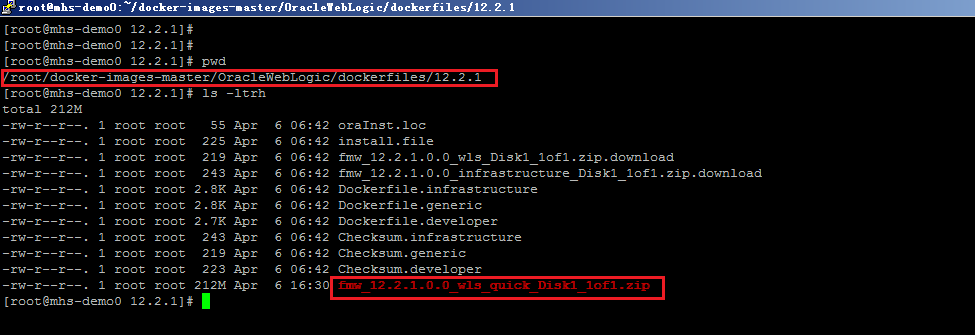 root@mhs-demo0:~/docker-images-master/OracleWebLogic/dockerfiles/12.2.1
[root@mhs-demo0 12.2.1]#
[root@mhs-demo0 12.2.1]#
[root@mhs-demo0 12.2.1]# pwd
/root/docker-images-master/OracleWebLogic/dockerfiles/12.2.1
[root@mhs-demo0 12.2.1]# ls -ltrh
total 212M
-rw-r--r--. 1 root root   55 Apr  6 06:42 oraInst.loc
-rw-r--r--. 1 root root  225 Apr  6 06:42 install.file
-rw-r--r--. 1 root root  219 Apr  6 06:42 fmw_12.2.1.0.0_wls_Disk1_1of1.zip.download
-rw-r--r--. 1 root root  243 Apr  6 06:42 fmw_12.2.1.0.0_infrastructure_Disk1_1of1.zip.download
-rw-r--r--. 1 root root 2.8K Apr  6 06:42 Dockerfile.infrastructure
-rw-r--r--. 1 root root 2.8K Apr  6 06:42 Dockerfile.generic
-rw-r--r--. 1 root root 2.7K Apr  6 06:42 Dockerfile.developer
-rw-r--r--. 1 root root  243 Apr  6 06:42 Checksum.infrastructure
-rw-r--r--. 1 root root  219 Apr  6 06:42 Checksum.generic
-rw-r--r--. 1 root root  223 Apr  6 06:42 Checksum.developer
-rw-r--r--. 1 root root 212M Apr  6 16:30 fmw_12.2.1.0.0_wls_quick_Disk1_1of1.zip
[root@mhs-demo0 12.2.1]#